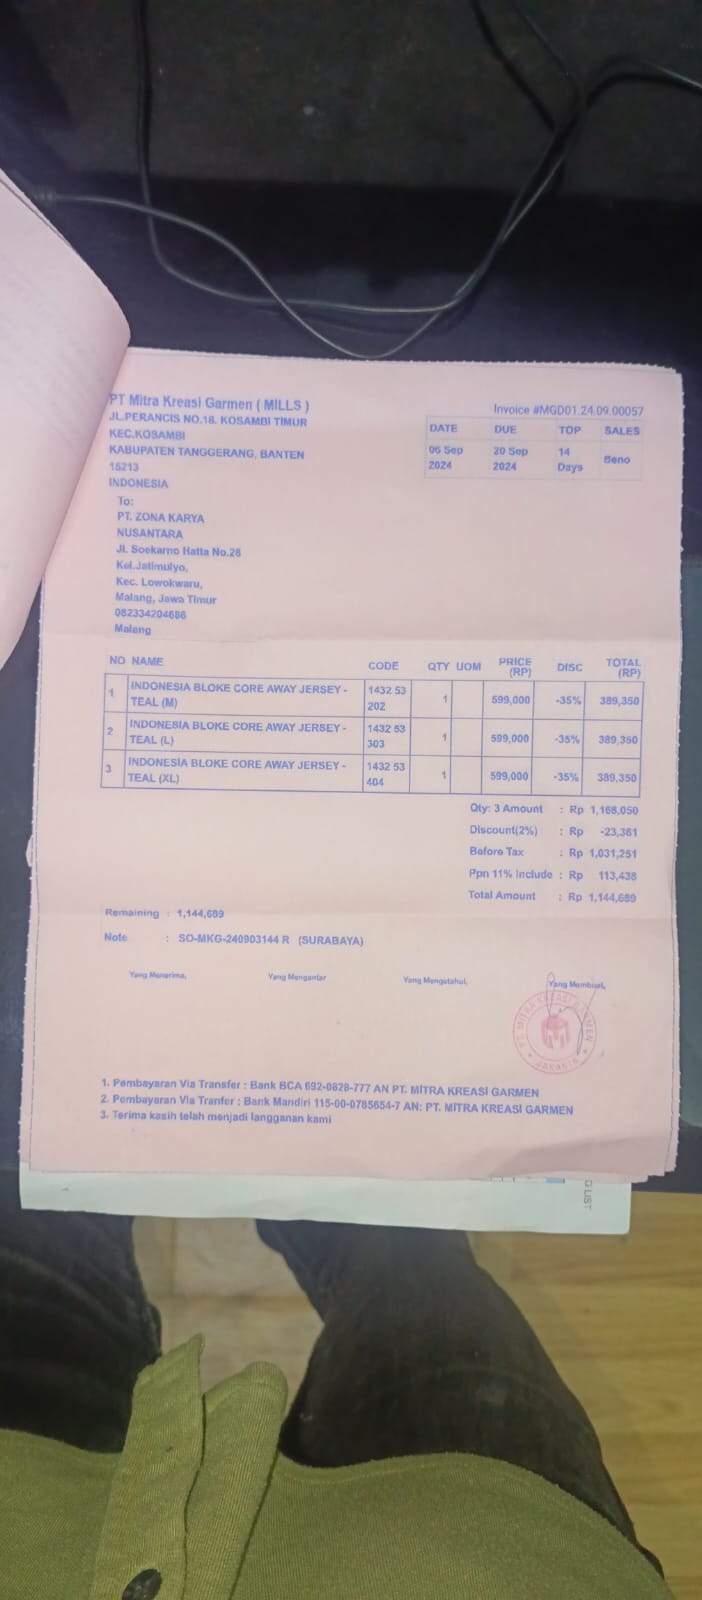 PT Mitra Kreasi Garmen ( MILLS )
JL.PERANCIS NO.18. KOSAMBI TIMUR
KEC.KOSAMBI
KABUPATEN TANGGERANG, BANTEN
15213
INDONESIA
Invoice #MGD01.24.09.00057
DATE DUE TOP SALES
06 Sep 2024 20 Sep 2024 14 Days Beno
To:
PT. ZONA KARYA
NUSANTARA
Jl. Soekarno Hatta No.28
Kel.Jatimulyo,
Kec. Lowokwaru,
Malang, Jawa Timur
082334204686
Malang
NO NAME CODE QTY UOM PRICE (RP) DISC TOTAL (RP)
1 INDONESIA BLOKE CORE AWAY JERSEY - TEAL (M) 1432 53 202 1 599,000 -35% 389,350
2 INDONESIA BLOKE CORE AWAY JERSEY - TEAL (L) 1432 53 303 1 599,000 -35% 389,350
3 INDONESIA BLOKE CORE AWAY JERSEY - TEAL (XL) 1432 53 404 1 599,000 -35% 389,350
Qty: 3 Amount : Rp 1,168,050
Discount(2%) : Rp -23,361
Before Tax : Rp 1,031,251
Ppn 11% Include : Rp 113,438
Total Amount : Rp 1,144,689
Remaining : 1,144,689
Note : SO-MKG-240903144 R (SURABAYA)
Yang Menerima, Yang Mengantar Yang Mengetahui, Yang Membuat,
PT. MITRA KREASI GARMEN
JAKARTA
1. Pembayaran Via Transfer : Bank BCA 692-0828-777 AN PT. MITRA KREASI GARMEN
2. Pembayaran Via Tranfer : Bank Mandiri 115-00-0785654-7 AN: PT. MITRA KREASI GARMEN
3. Terima kasih telah menjadi langganan kami
G LIST